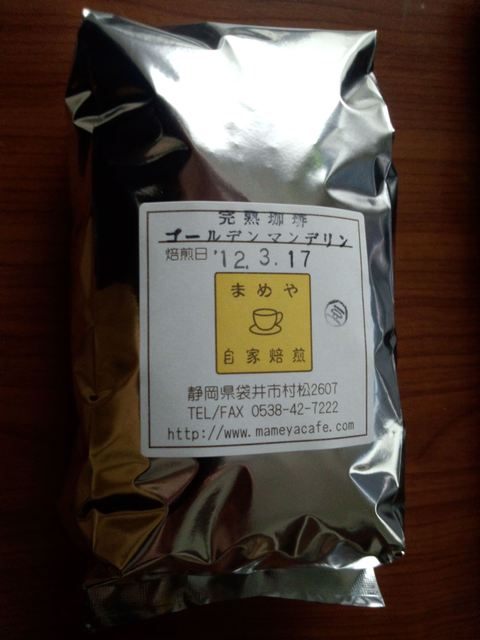 完熟珈琲
ゴールデンマンデリン
焙煎日 '12.3.17
まめや
自家焙煎
静岡県袋井市村松2607
TEL/FAX 0538-42-7222
http://www.mameyacafe.com